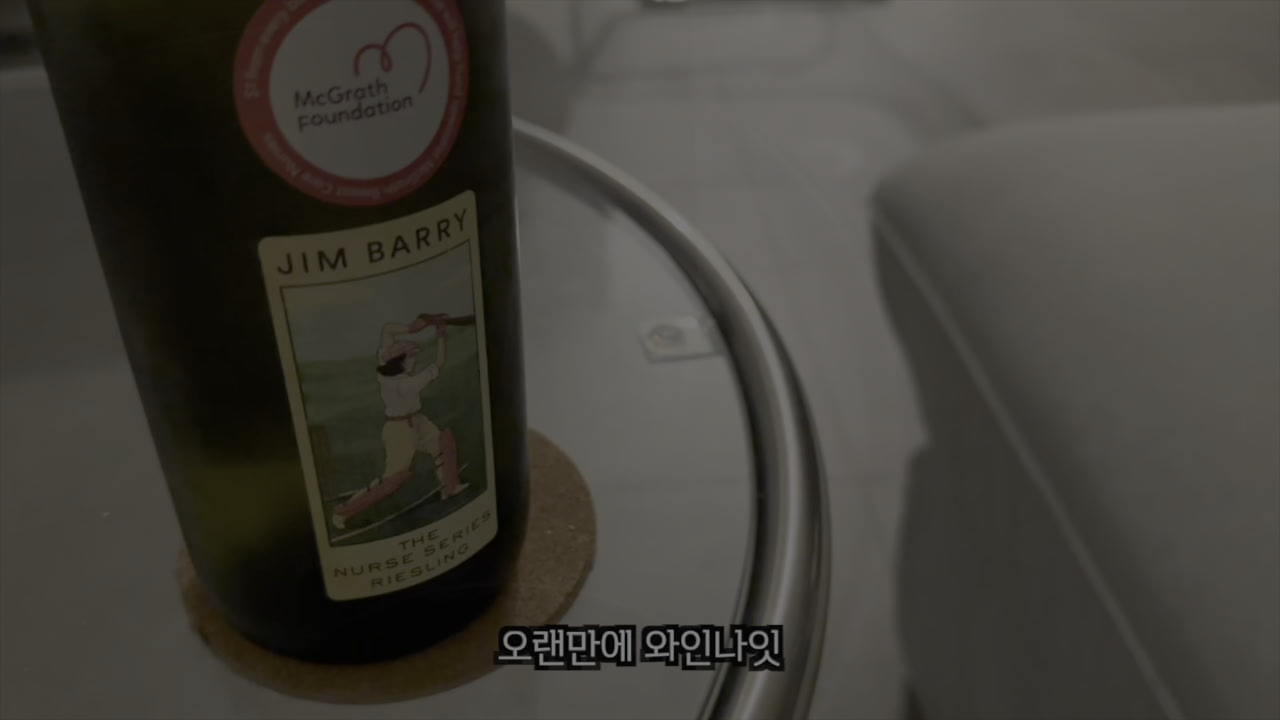 McGrath
Foundation
JIM BARRY
THE
NURSE SERIES
RIESLING
오랜만에 와인나잇